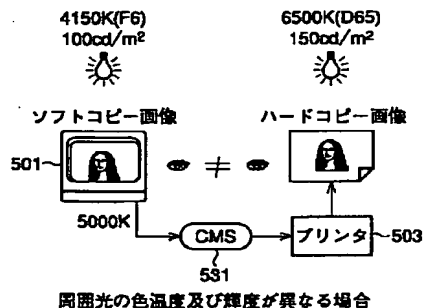 4150K(F6)
100cd/m²
6500K(D65)
150cd/m²
ソフトコピー画像
ハードコピー画像
501
≠
5000K
CMS
プリンタ
503
531
周囲光の色温度及び輝度が異なる場合